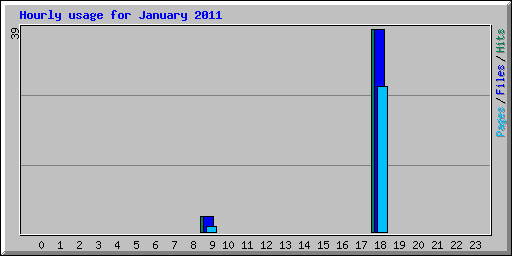 Hourly usage for January 2011
39
Pages/Files/Hits
0 1 2 3 4 5 6 7 8 9 10 11 12 13 14 15 16 17 18 19 20 21 22 23